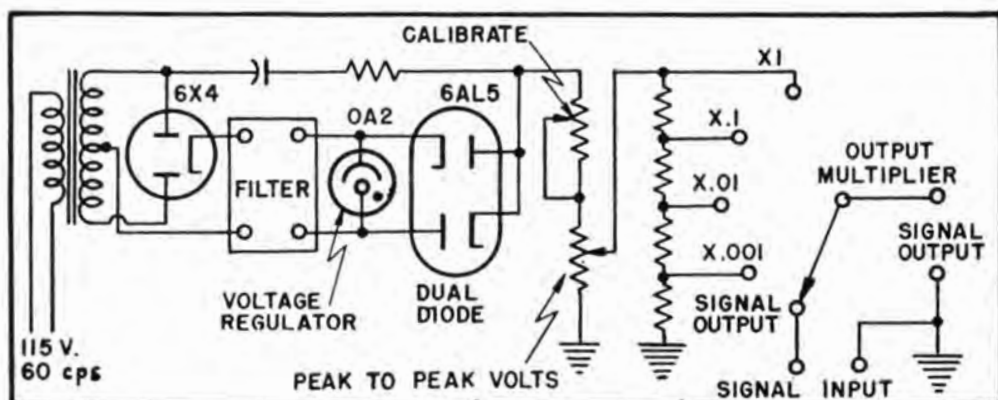 CALIBRATE
6X4
OA2
6AL5
X1
X.1
X.01
X.001
OUTPUT
MULTIPLIER
SIGNAL
OUTPUT
FILTER
VOLTAGE
REGULATOR
DUAL
DIODE
SIGNAL
OUTPUT
115 V.
60 cps
PEAK TO PEAK VOLTS
SIGNAL INPUT